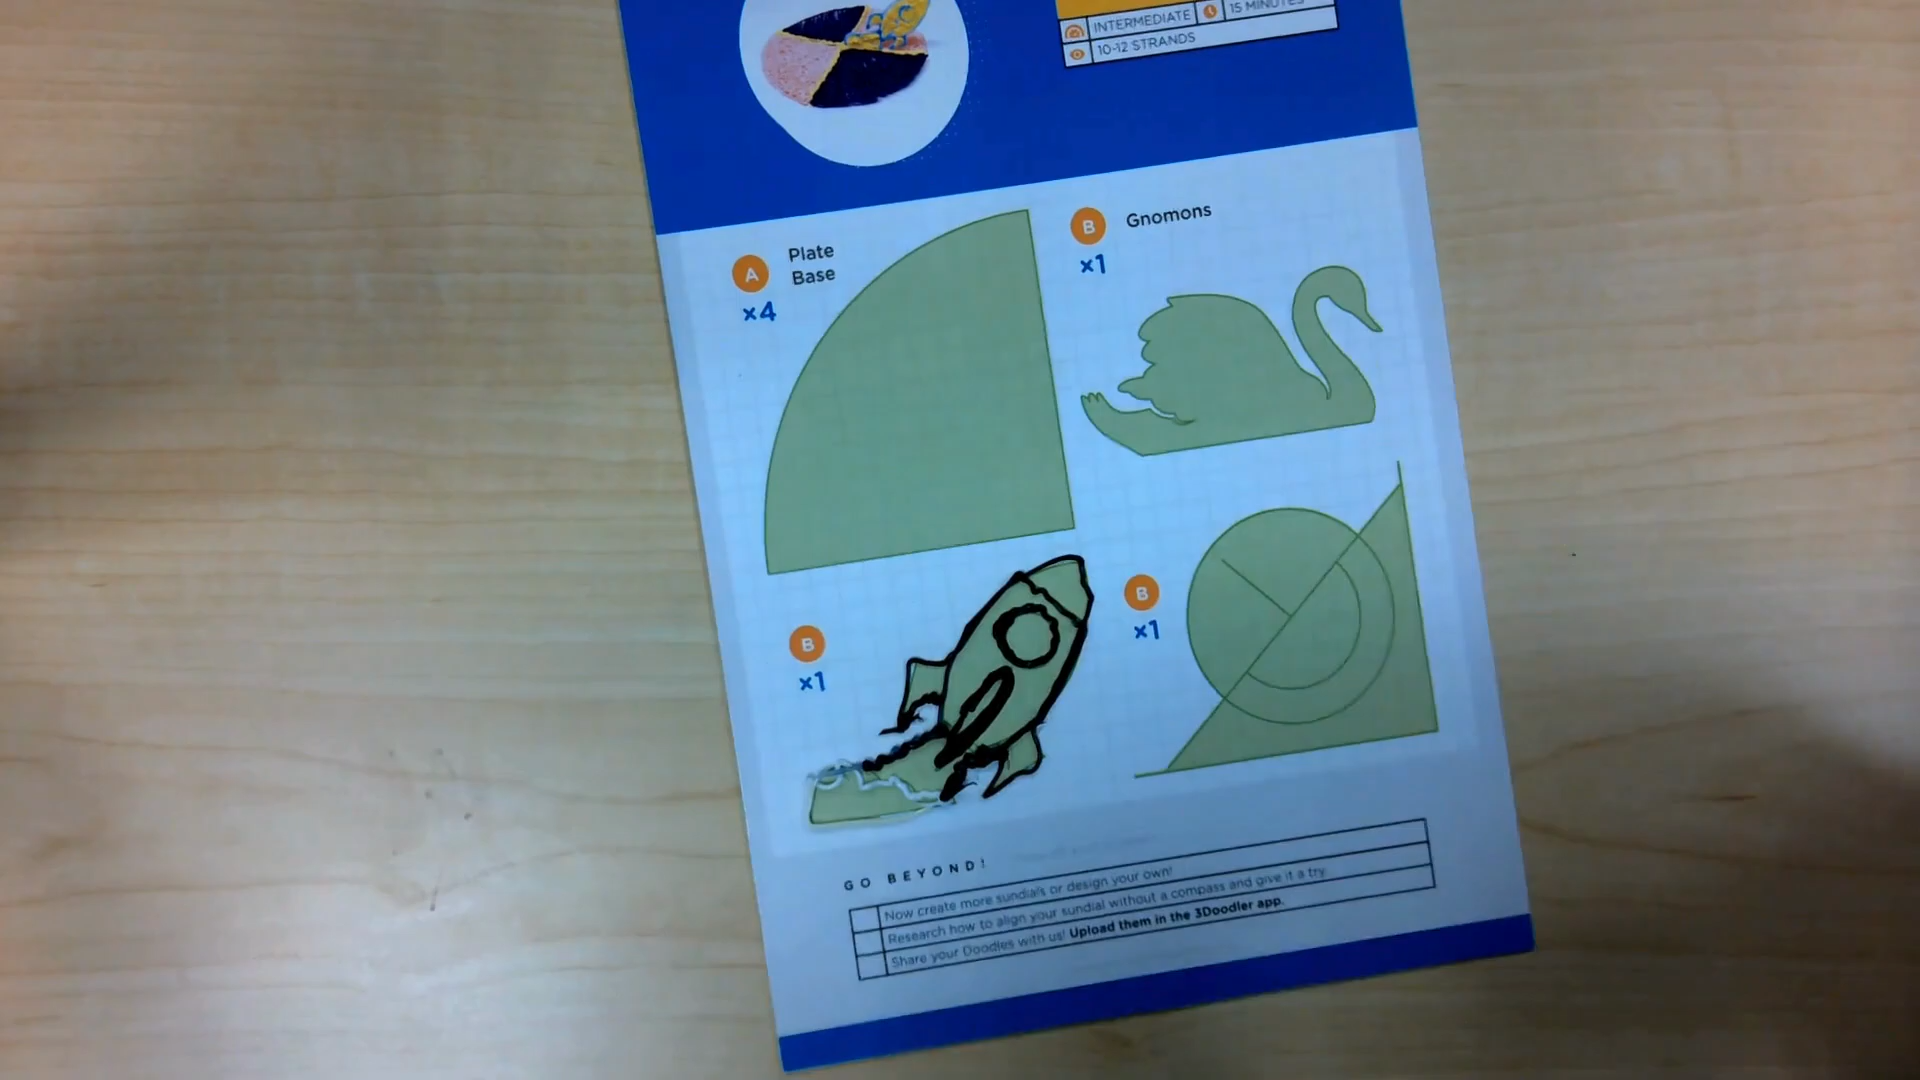 INTERMEDIATE
15 MINUTES
10-12 STRANDS
A
Plate
Base
x4
B
Gnomons
x1
B
x1
B
x1
GO BEYOND!
Now create more sundials or design your own!
Research how to align your sundial without a compass and give it a try.
Share your Doodles with us! Upload them in the 3Doodler app.